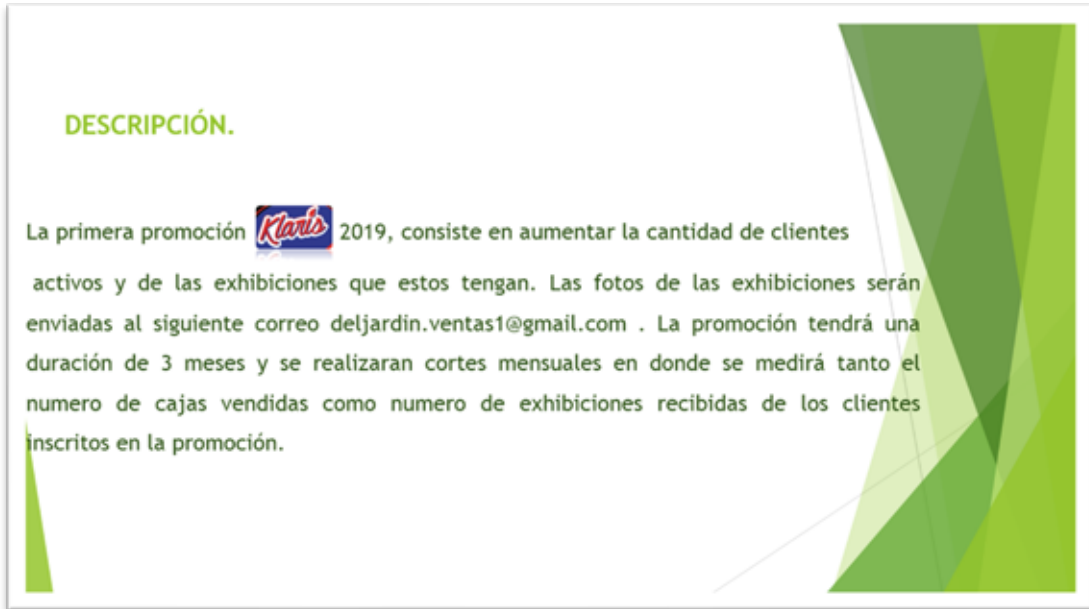 DESCRIPCIÓN.
La primera promoción Klaris 2019, consiste en aumentar la cantidad de clientes
activos y de las exhibiciones que estos tengan. Las fotos de las exhibiciones serán
enviadas al siguiente correo deljardin.ventas1@gmail.com . La promoción tendrá una
duración de 3 meses y se realizaran cortes mensuales en donde se medirá tanto el
numero de cajas vendidas como numero de exhibiciones recibidas de los clientes
inscritos en la promoción.